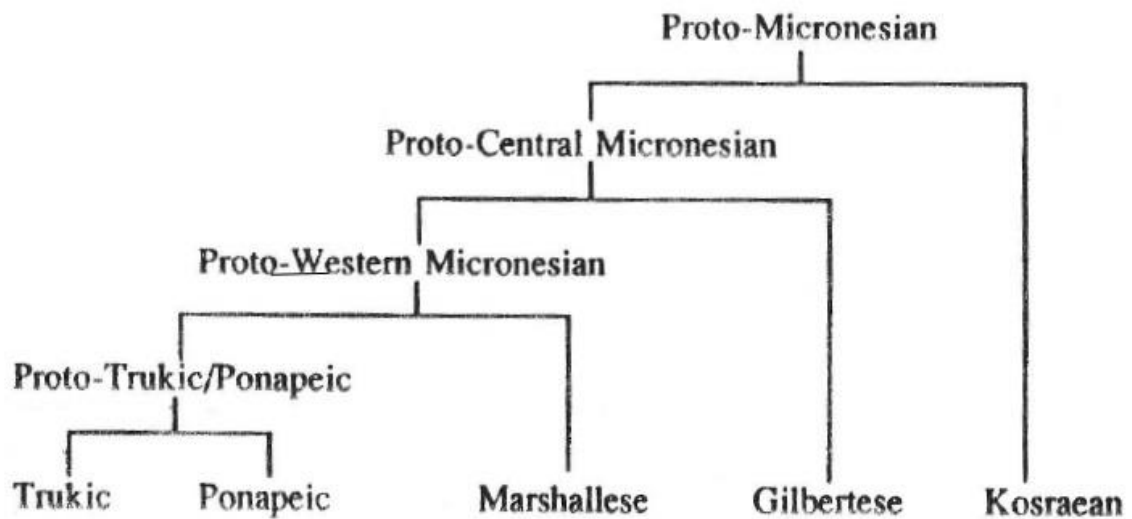 Proto-Micronesian
Proto-Central Micronesian
Proto-Western Micronesian
Proto-Trukic/Ponapeic
Trukic Ponapeic Marshallese Gilbertese Kosraean